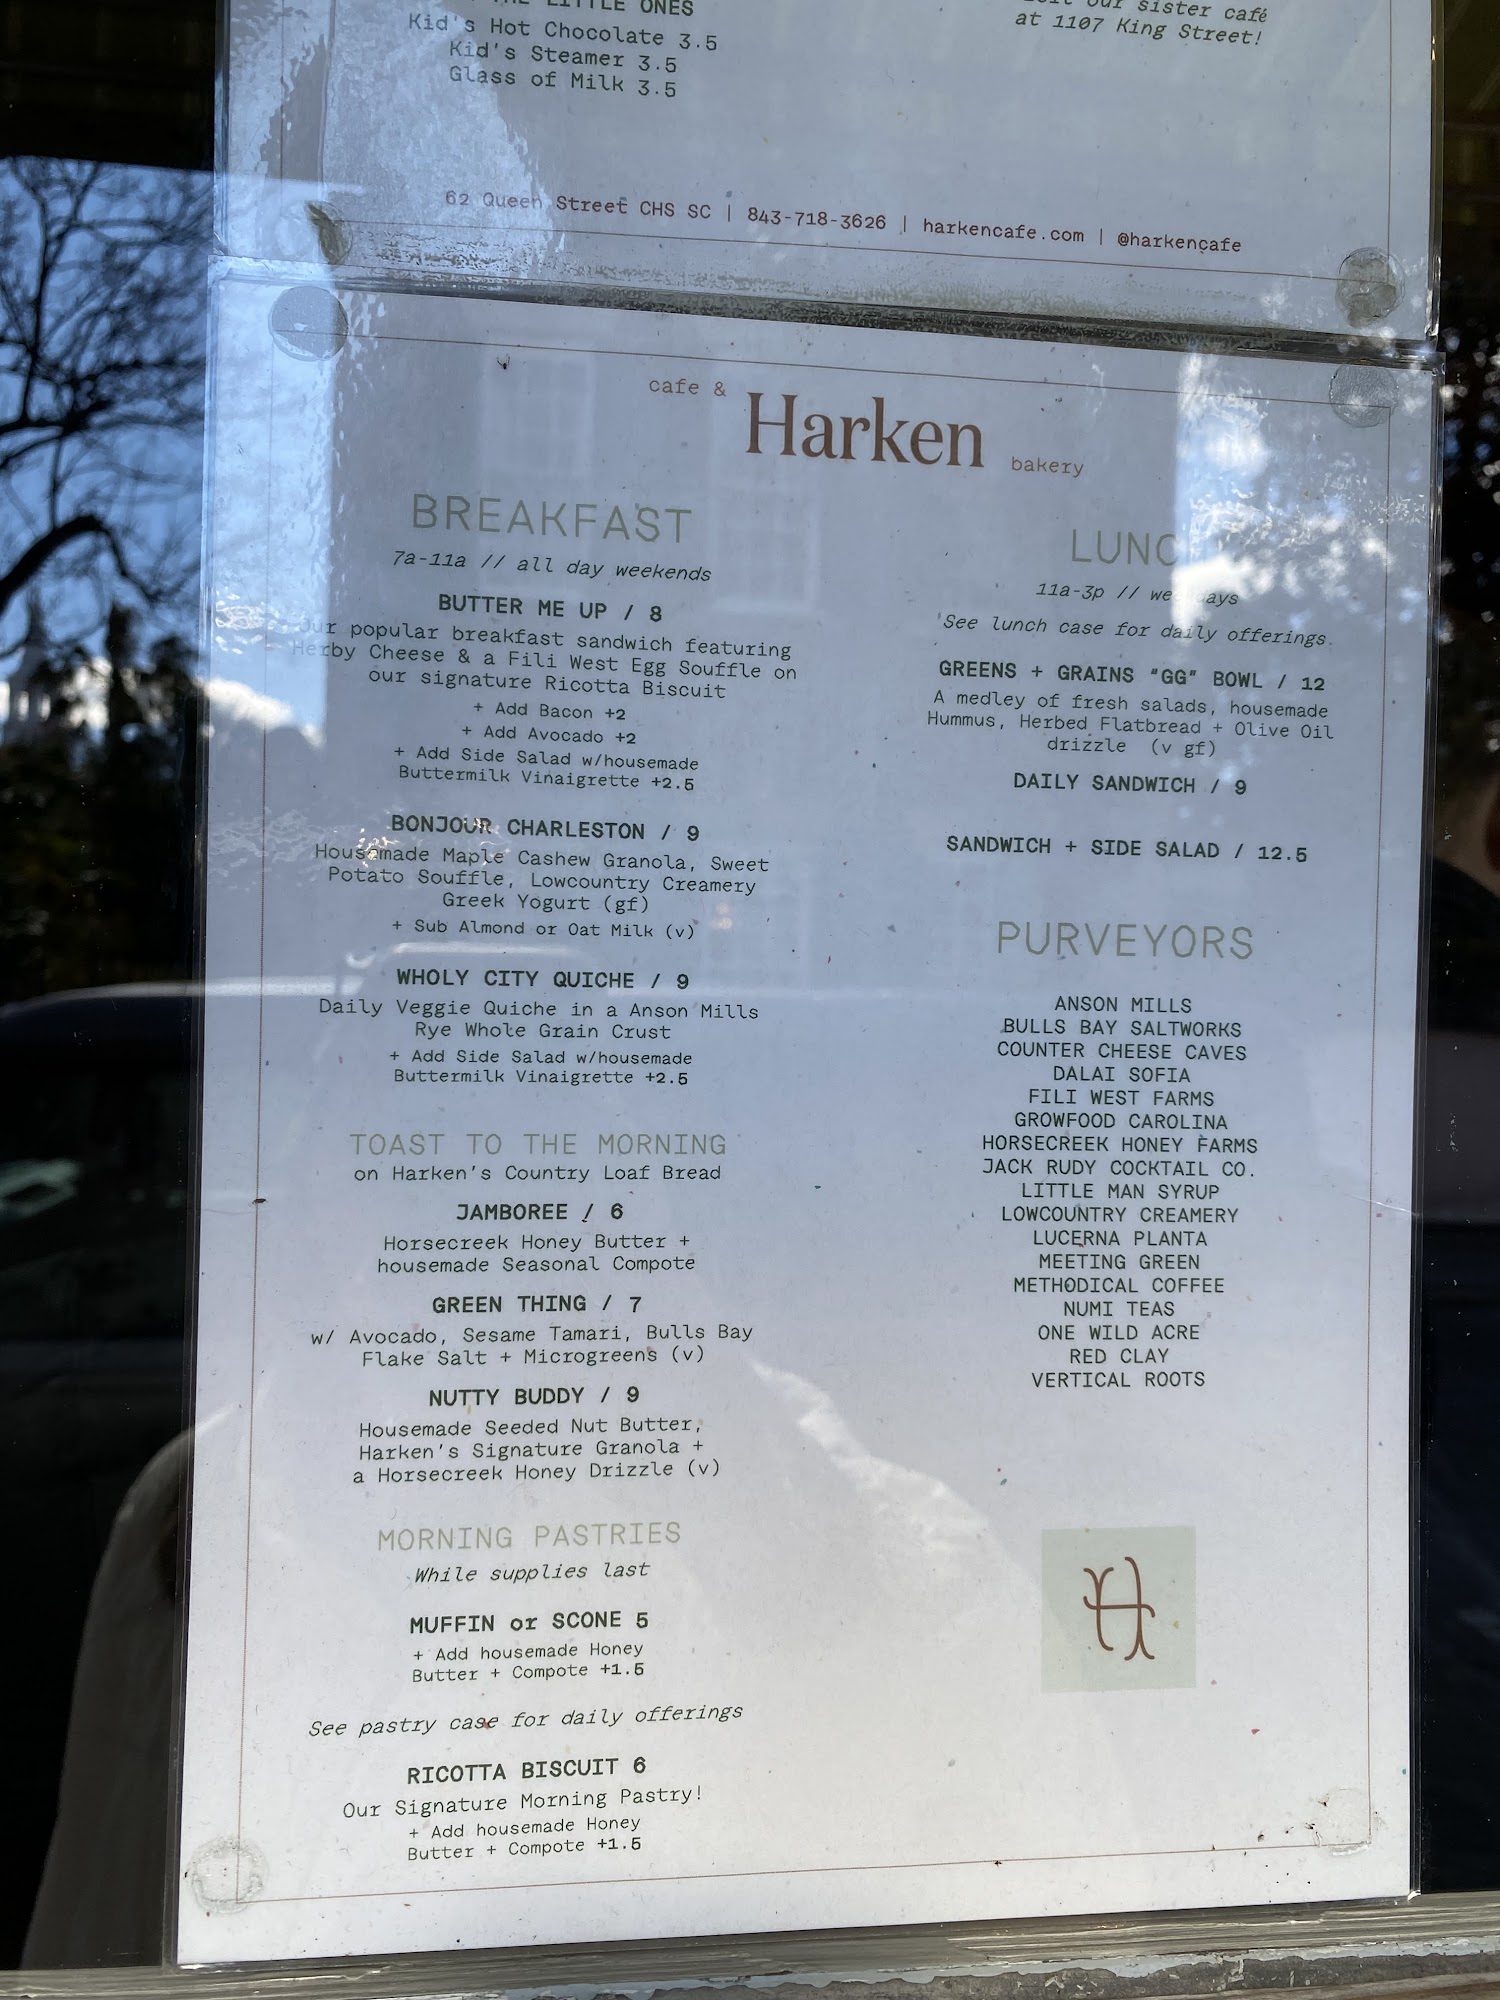 THE LITTLE ONES
Kid's Hot Chocolate 3.5
Kid's Steamer 3.5
Glass of Milk 3.5
our sister café
at 1107 King Street!
62 Queen Street CHS SC | 843-718-3626 | harkencafe.com | @harkencafe
cafe & Harken bakery
BREAKFAST
7a-11a // all day weekends
BUTTER ME UP / 8
Our popular breakfast sandwich featuring
Herby Cheese & a Fili West Egg Souffle on
our signature Ricotta Biscuit
+ Add Bacon +2
+ Add Avocado +2
+ Add Side Salad w/housemade
Buttermilk Vinaigrette +2.5
BONJOUR CHARLESTON / 9
Housemade Maple Cashew Granola, Sweet
Potato Souffle, Lowcountry Creamery
Greek Yogurt (gf)
+ Sub Almond or Oat Milk (v)
WHOLY CITY QUICHE / 9
Daily Veggie Quiche in a Anson Mills
Rye Whole Grain Crust
+ Add Side Salad w/housemade
Buttermilk Vinaigrette +2.5
TOAST TO THE MORNING
on Harken's Country Loaf Bread
JAMBOREE / 6
Horsecreek Honey Butter +
housemade Seasonal Compote
GREEN THING / 7
w/ Avocado, Sesame Tamari, Bulls Bay
Flake Salt + Microgreens (v)
NUTTY BUDDY / 9
Housemade Seeded Nut Butter,
Harken's Signature Granola +
a Horsecreek Honey Drizzle (v)
MORNING PASTRIES
While supplies last
MUFFIN or SCONE 5
+ Add housemade Honey
Butter + Compote +1.5
See pastry case for daily offerings
RICOTTA BISCUIT 6
Our Signature Morning Pastry!
+ Add housemade Honey
Butter + Compote +1.5
LUNCH
11a-3p // weekdays
See lunch case for daily offerings.
GREENS + GRAINS "GG" BOWL / 12
A medley of fresh salads, housemade
Hummus, Herbed Flatbread + Olive Oil
drizzle (v gf)
DAILY SANDWICH / 9
SANDWICH + SIDE SALAD / 12.5
PURVEYORS
ANSON MILLS
BULLS BAY SALTWORKS
COUNTER CHEESE CAVES
DALAI SOFIA
FILI WEST FARMS
GROWFOOD CAROLINA
HORSECREEK HONEY FARMS
JACK RUDY COCKTAIL CO.
LITTLE MAN SYRUP
LOWCOUNTRY CREAMERY
LUCERNA PLANTA
MEETING GREEN
METHODICAL COFFEE
NUMI TEAS
ONE WILD ACRE
RED CLAY
VERTICAL ROOTS
H